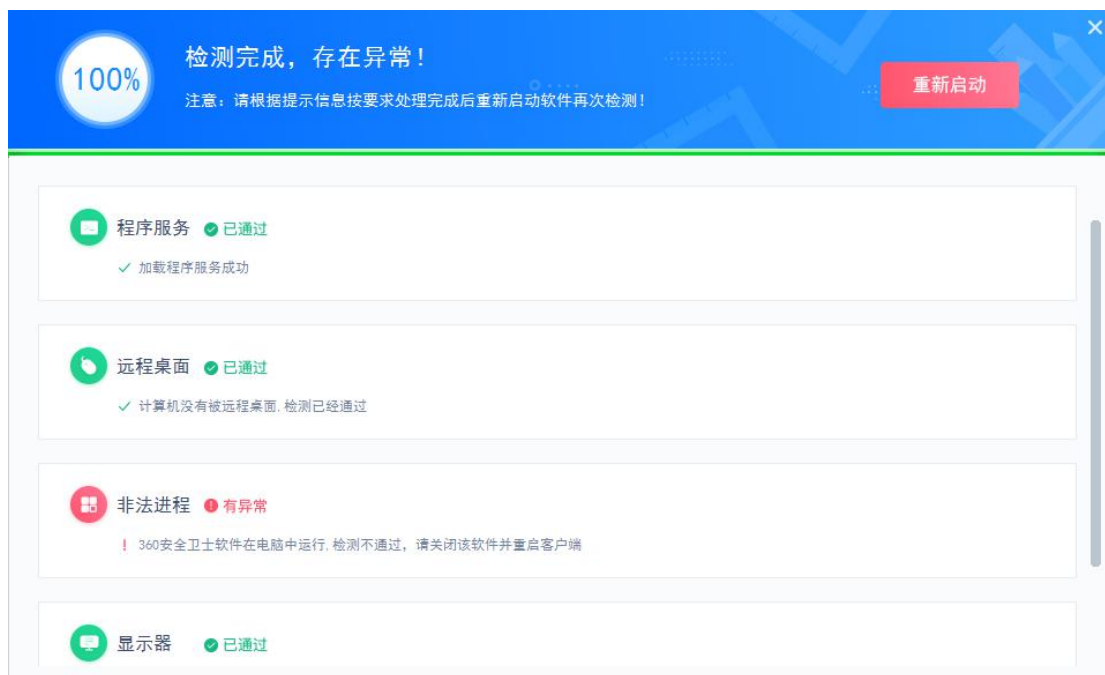 100%
检测完成，存在异常！
注意：请根据提示信息按要求处理完成后重新启动软件再次检测！
重新启动
程序服务 已通过
加载程序服务成功
远程桌面 已通过
计算机没有被远程桌面,检测已经通过
非法进程 有异常
360安全卫士软件在电脑中运行,检测不通过，请关闭该软件并重启客户端
显示器 已通过